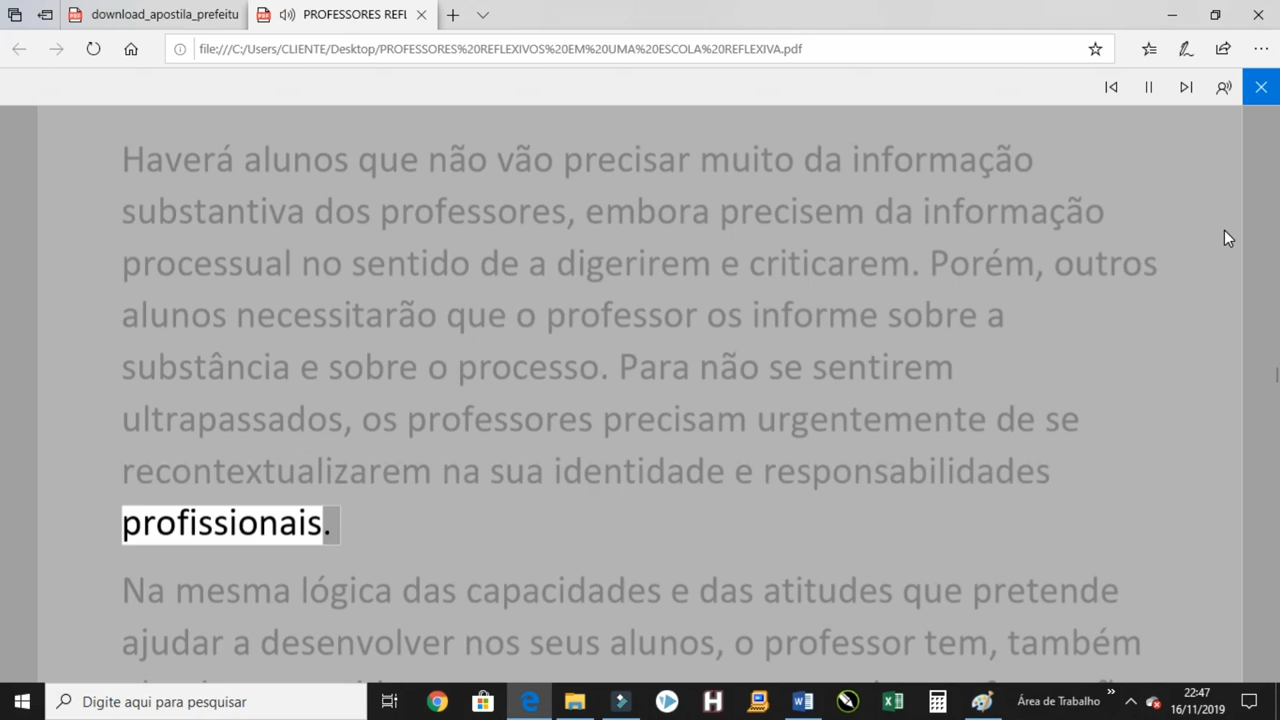 download_apostila_prefeitu
PROFESSORES REFL
file:///C:/Users/CLIENTE/Desktop/PROFESSORES%20REFLEXIVOS%20EM%20UMA%20ESCOLA%20REFLEXIVA.pdf
Haverá alunos que não vão precisar muito da informação
substantiva dos professores, embora precisem da informação
processual no sentido de a digerirem e criticarem. Porém, outros
alunos necessitarão que o professor os informe sobre a
substância e sobre o processo. Para não se sentirem
ultrapassados, os professores precisam urgentemente de se
recontextualizarem na sua identidade e responsabilidades
profissionais.
Na mesma lógica das capacidades e das atitudes que pretende
ajudar a desenvolver nos seus alunos, o professor tem, também
Digite aqui para pesquisar
Área de Trabalho
22:47
16/11/2019